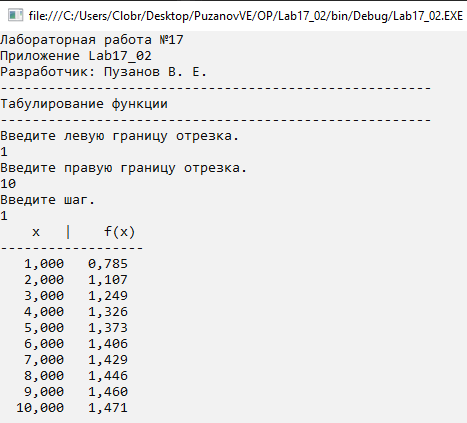 file:///C:/Users/Clobr/Desktop/PuzanovVE/OP/Lab17_02/bin/Debug/Lab17_02.EXE
Лабораторная работа №17
Приложение Lab17_02
Разработчик: Пузанов В. Е.
------------------------------------------------------
Табулирование функции
------------------------------------------------------
Введите левую границу отрезка.
1
Введите правую границу отрезка.
10
Введите шаг.
1
x | f(x)
------------------
1,000 0,785
2,000 1,107
3,000 1,249
4,000 1,326
5,000 1,373
6,000 1,406
7,000 1,429
8,000 1,446
9,000 1,460
10,000 1,471